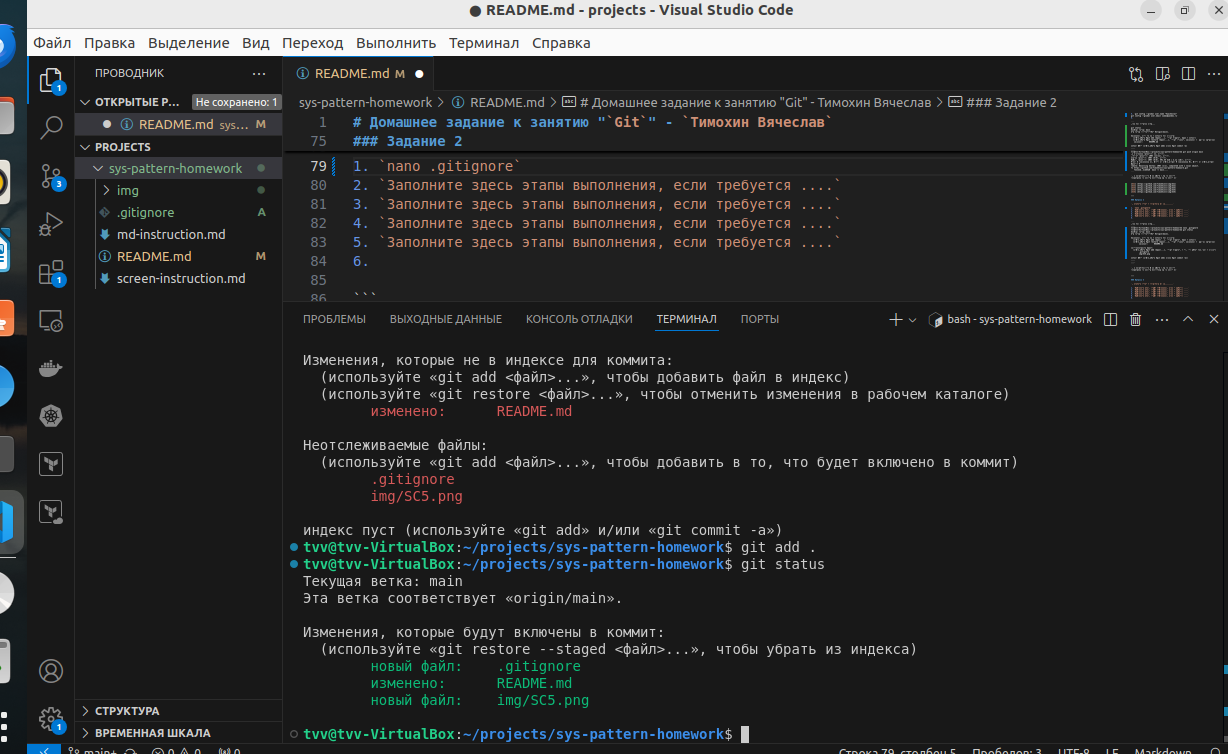 README.md - projects - Visual Studio Code
Файл Правка Выделение Вид Переход Выполнить Терминал Справка
ПРОВОДНИК
README.md M
ОТКРЫТЫЕ Р... Не сохранено: 1
README.md sys... M
PROJECTS
sys-pattern-homework
img
.gitignore A
md-instruction.md
README.md M
screen-instruction.md
СТРУКТУРА
ВРЕМЕННАЯ ШКАЛА
1
3
1
1
sys-pattern-homework > README.md > # Домашнее задание к занятию "Git" - Тимохин Вячеслав > ### Задание 2
1 # Домашнее задание к занятию "`Git`" - `Тимохин Вячеслав`
75 ### Задание 2
79 1. `nano .gitignore`
80 2. `Заполните здесь этапы выполнения, если требуется ....`
81 3. `Заполните здесь этапы выполнения, если требуется ....`
82 4. `Заполните здесь этапы выполнения, если требуется ....`
83 5. `Заполните здесь этапы выполнения, если требуется ....`
84 6.
85
86 ```
ПРОБЛЕМЫ ВЫХОДНЫЕ ДАННЫЕ КОНСОЛЬ ОТЛАДКИ ТЕРМИНАЛ ПОРТЫ
bash - sys-pattern-homework
Изменения, которые не в индексе для коммита:
(используйте «git add <файл>...», чтобы добавить файл в индекс)
(используйте «git restore <файл>...», чтобы отменить изменения в рабочем каталоге)
изменено: README.md
Неотслеживаемые файлы:
(используйте «git add <файл>...», чтобы добавить в то, что будет включено в коммит)
.gitignore
img/SC5.png
индекс пуст (используйте «git add» и/или «git commit -a»)
tvv@tvv-VirtualBox:~/projects/sys-pattern-homework$ git add .
tvv@tvv-VirtualBox:~/projects/sys-pattern-homework$ git status
Текущая ветка: main
Эта ветка соответствует «origin/main».
Изменения, которые будут включены в коммит:
(используйте «git restore --staged <файл>...», чтобы убрать из индекса)
новый файл: .gitignore
изменено: README.md
новый файл: img/SC5.png
tvv@tvv-VirtualBox:~/projects/sys-pattern-homework$
main+ 0 0 0 Строка 79, столбец 5 Пробелов: 3 UTF-8 LF Markdown